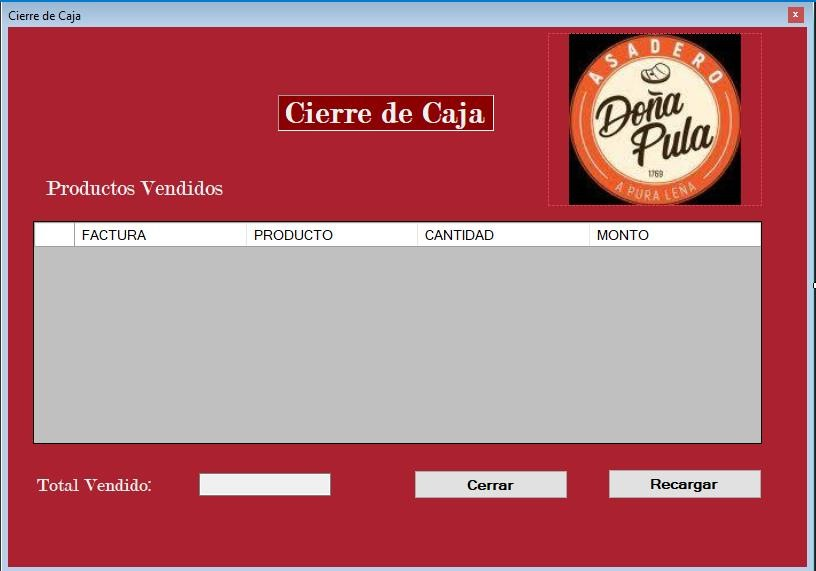 Cierre de Caja
x
ASADERO
Doña
Pula
1769
A PURA LEÑA
Cierre de Caja
Productos Vendidos
FACTURA PRODUCTO CANTIDAD MONTO
Total Vendido: Cerrar Recargar